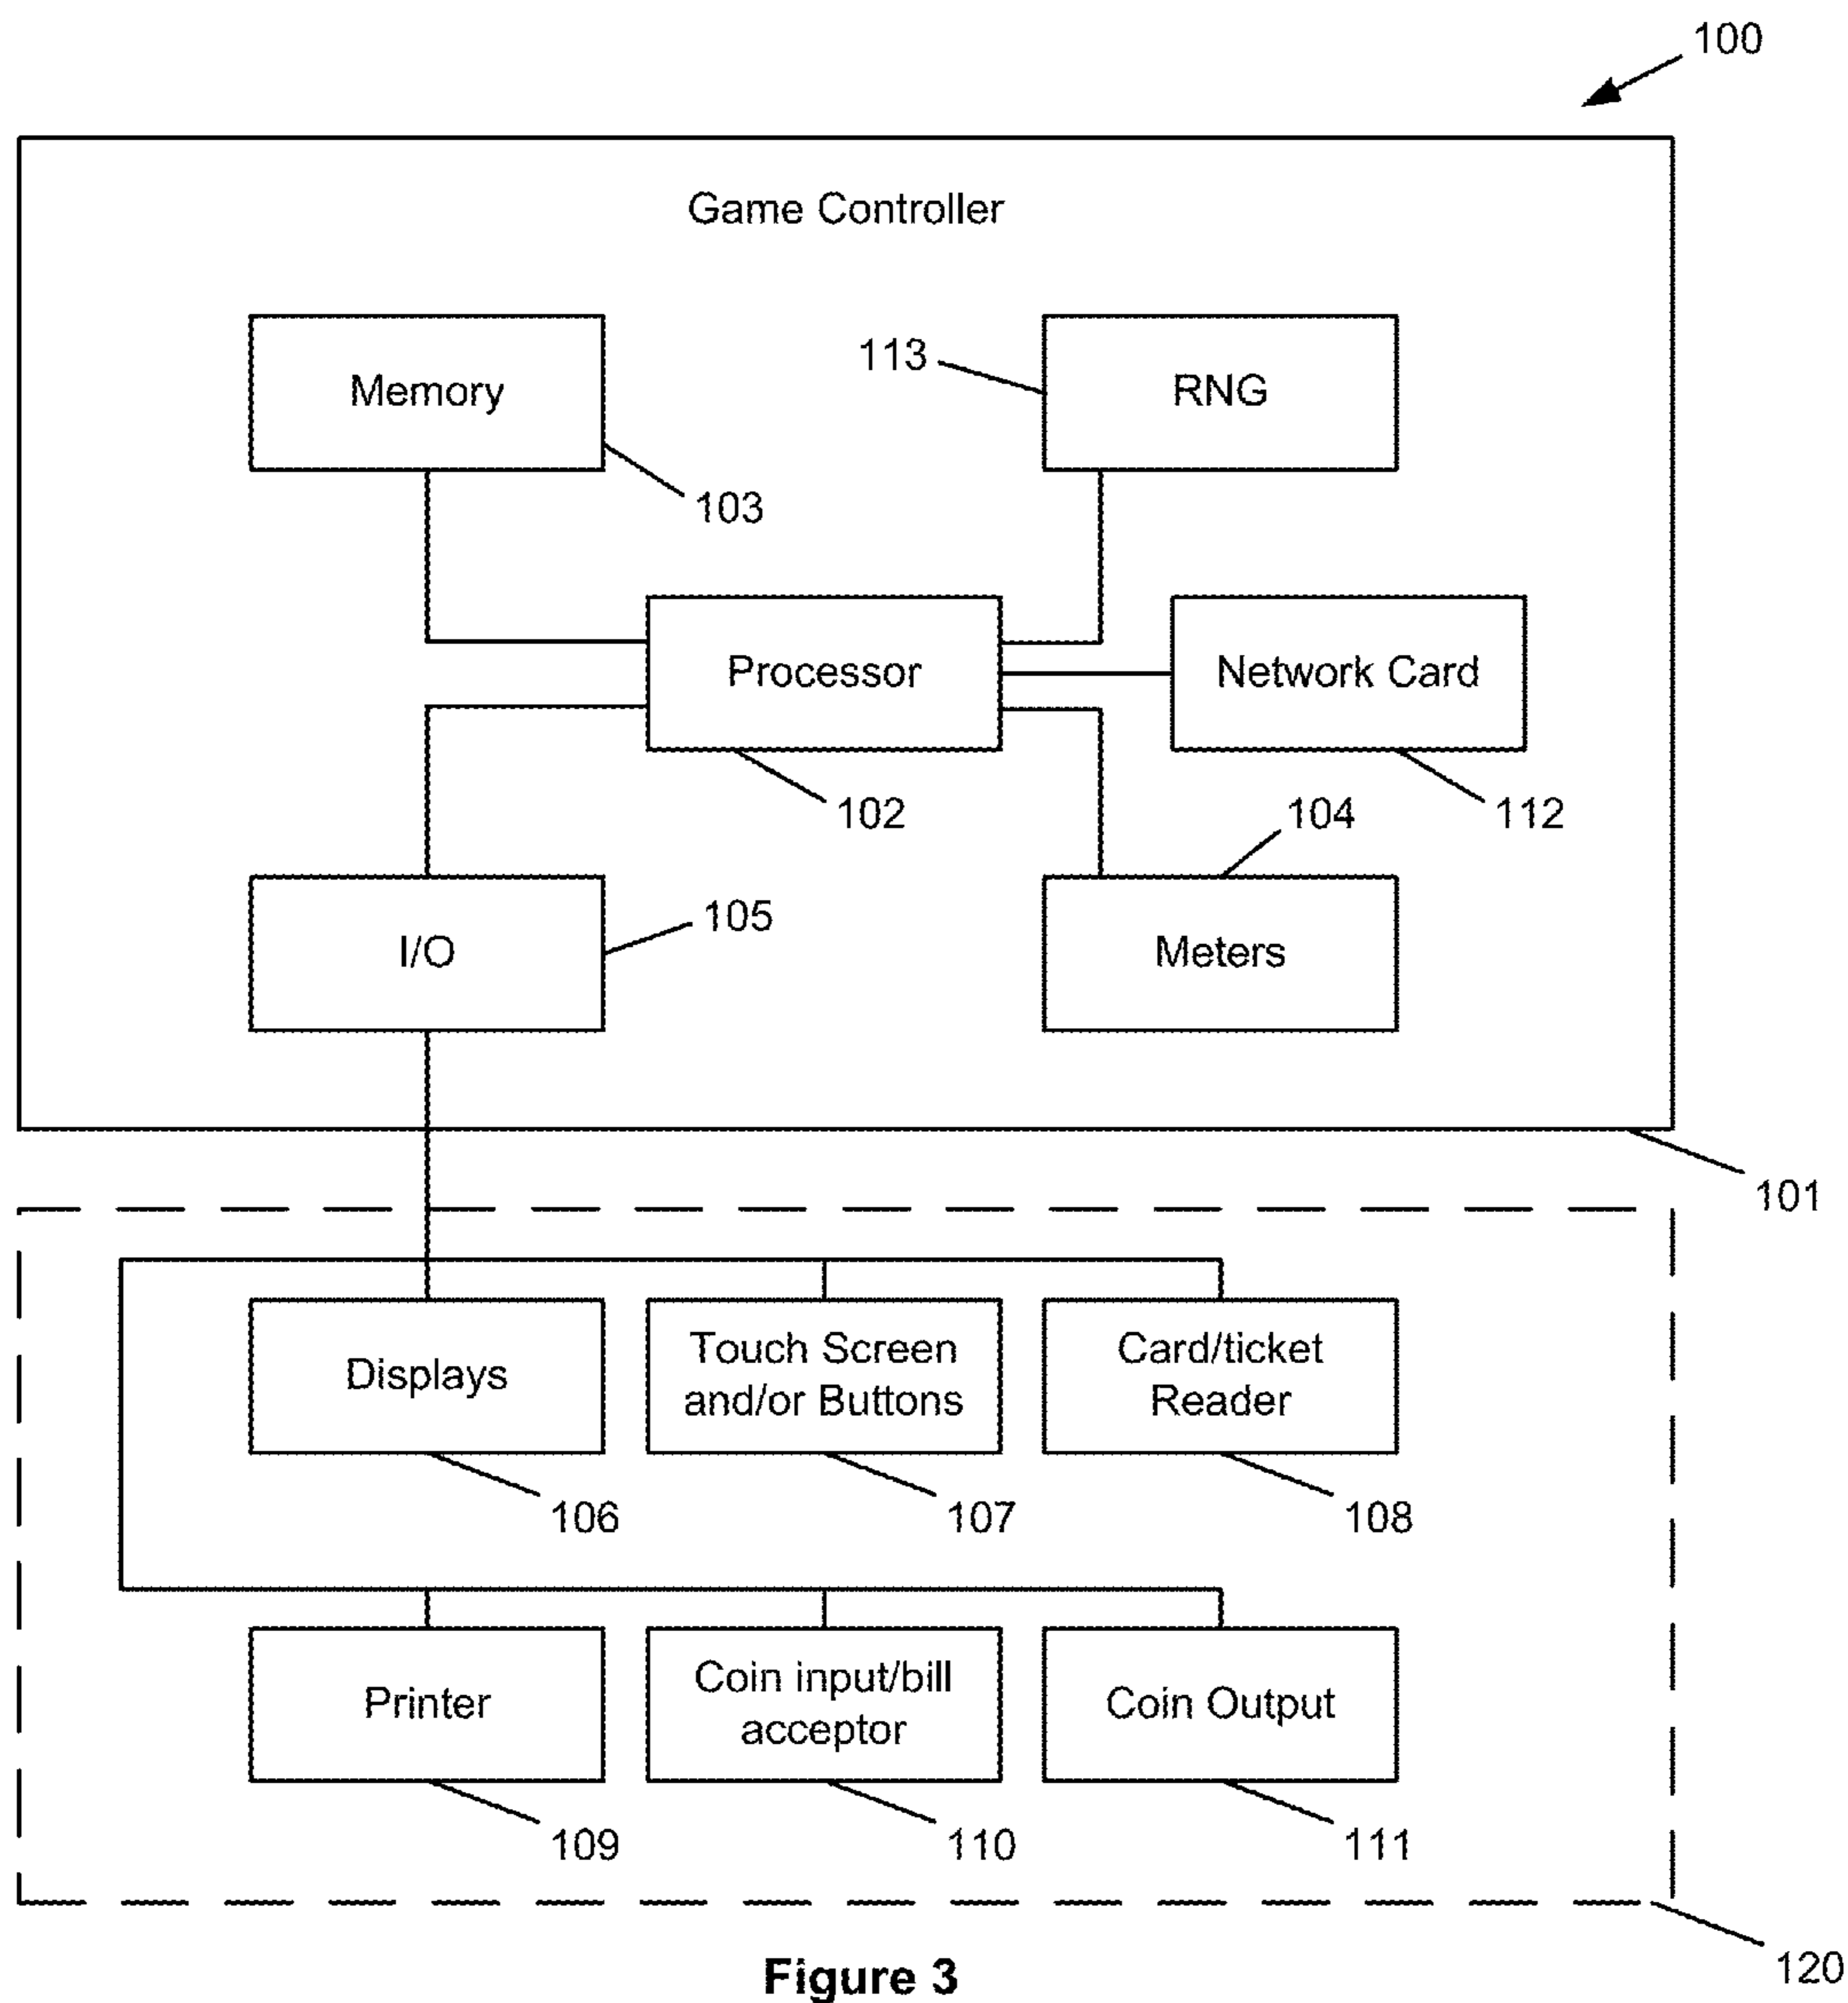 100
Game Controller
Memory
113
RNG
103
Processor
Network Card
102
104
112
I/O
105
Meters
101
Displays
Touch Screen
and/or Buttons
Card/ticket
Reader
106
107
108
Printer
Coin input/bill
acceptor
Coin Output
109
110
111
120
Figure 3